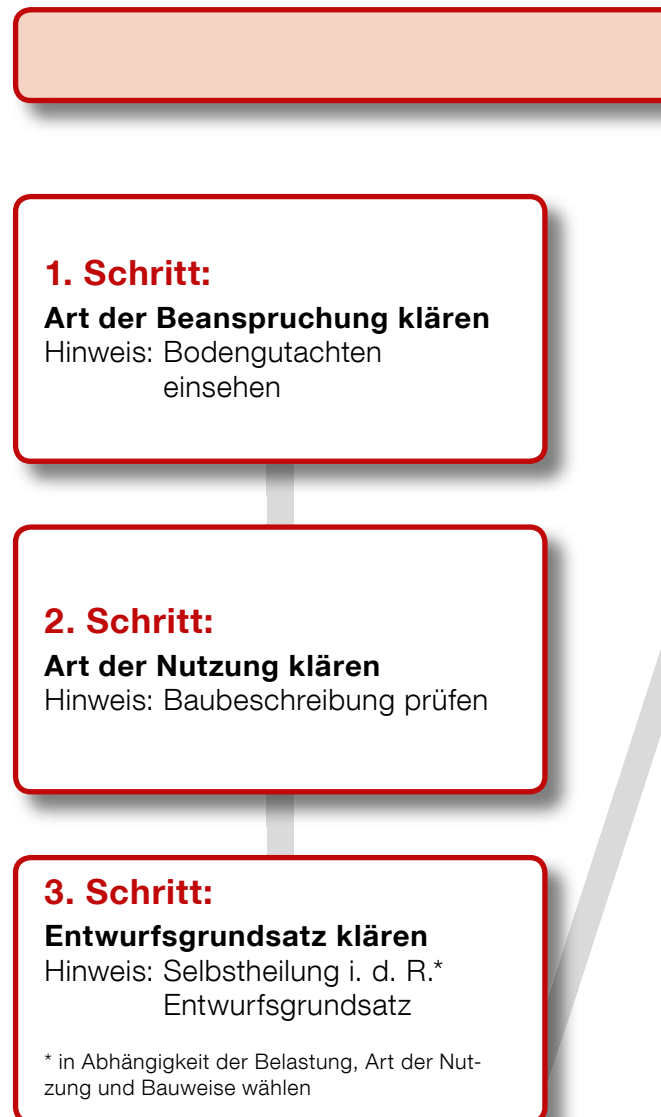 1. Schritt:
Art der Beanspruchung klären
Hinweis: Bodengutachten
einsehen
2. Schritt:
Art der Nutzung klären
Hinweis: Baubeschreibung prüfen
3. Schritt:
Entwurfsgrundsatz klären
Hinweis: Selbstheilung i. d. R.*
Entwurfsgrundsatz
* in Abhängigkeit der Belastung, Art der Nut-
zung und Bauweise wählen